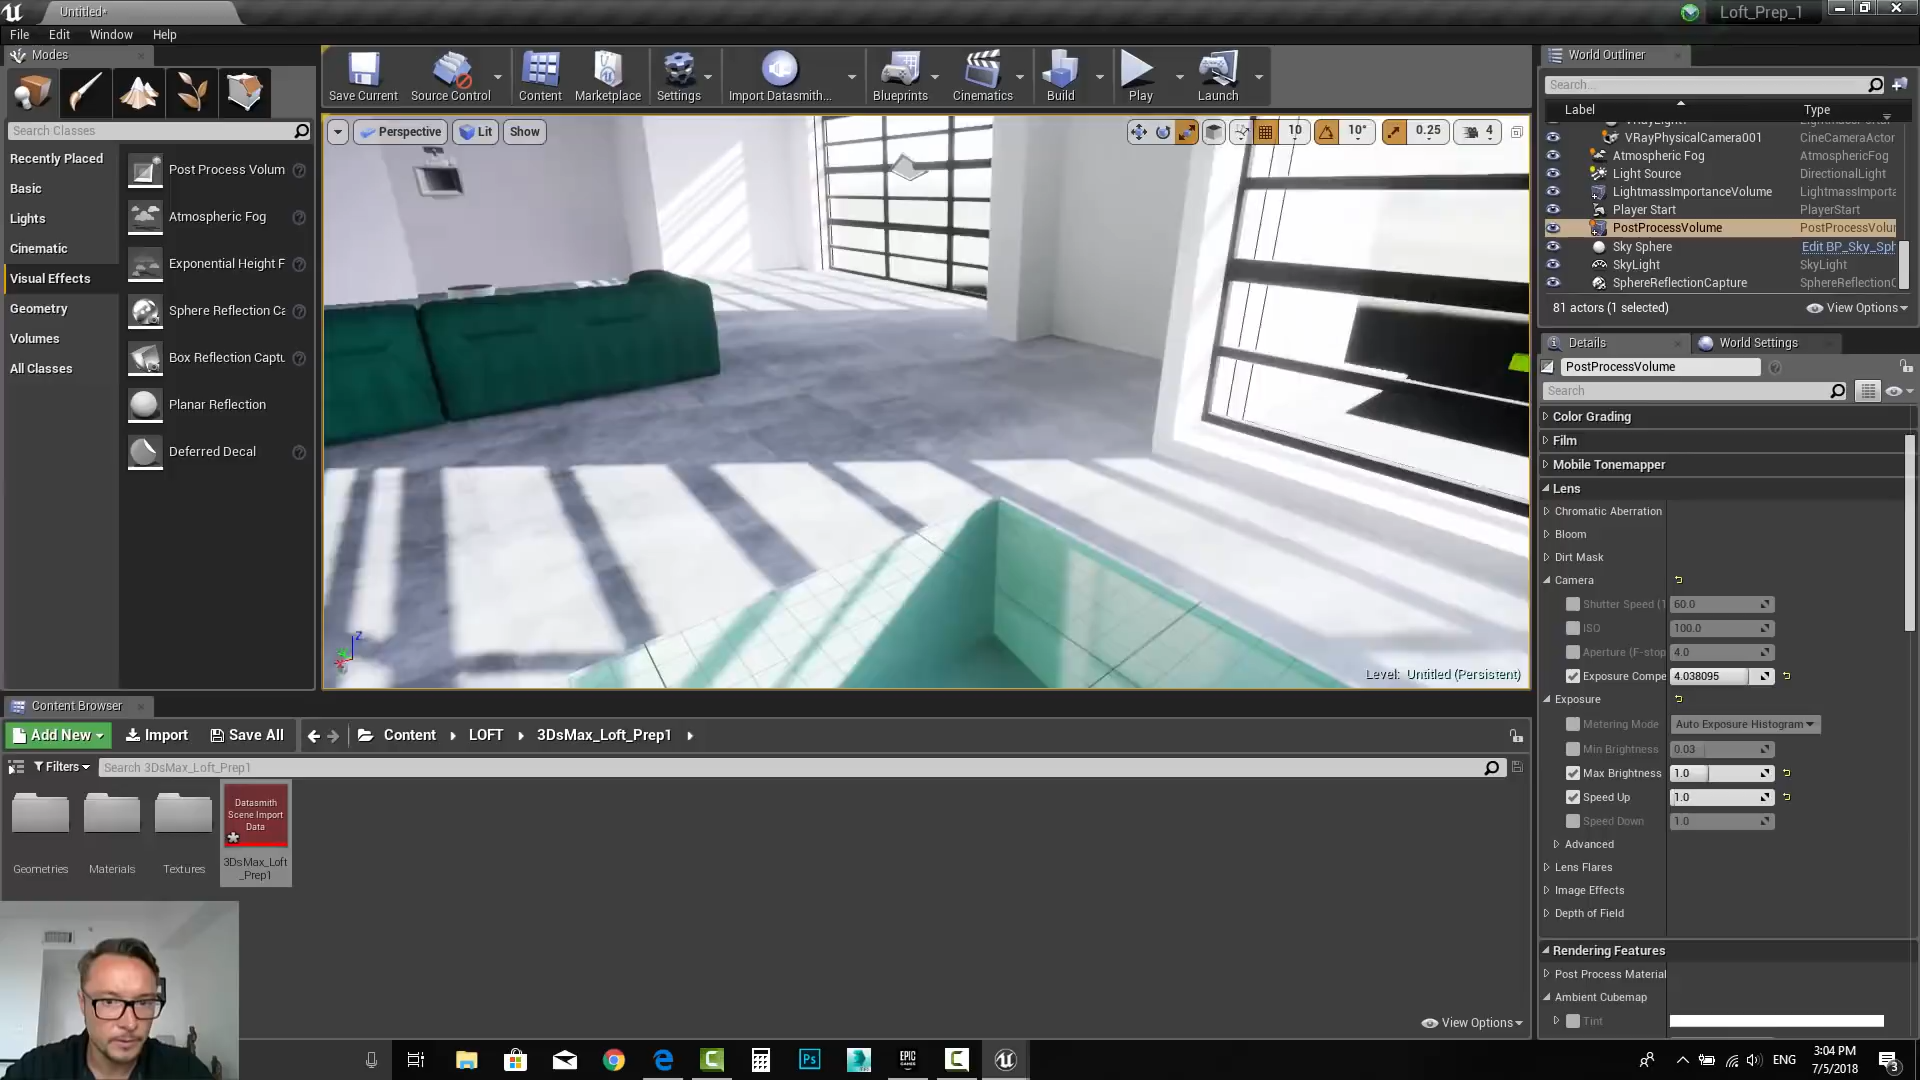 Untitled*
Loft_Prep_1
File Edit Window Help
Modes
Search Classes
Recently Placed
Basic
Lights
Cinematic
Visual Effects
Geometry
Volumes
All Classes
Post Process Volum
Atmospheric Fog
Exponential Height F
Sphere Reflection Ca
Box Reflection Captu
Planar Reflection
Deferred Decal
Save Current
Source Control
Content
Marketplace
Settings
Import Datasmith...
Blueprints
Cinematics
Build
Play
Launch
Perspective Lit Show
10 10° 0.25 4
Level: Untitled (Persistent)
World Outliner
Search...
Label Type
VRayPhysicalCamera001 CineCameraActor
Atmospheric Fog AtmosphericFog
Light Source DirectionalLight
LightmassImportanceVolume LightmassImporta
Player Start PlayerStart
PostProcessVolume PostProcessVolur
Sky Sphere Edit BP_Sky_Sph
SkyLight SkyLight
SphereReflectionCapture SphereReflectionC
81 actors (1 selected) View Options
Details World Settings
PostProcessVolume
Search
Color Grading
Film
Mobile Tonemapper
Lens
Chromatic Aberration
Bloom
Dirt Mask
Camera
Shutter Speed (1 60.0
ISO 100.0
Aperture (F-stop 4.0
Exposure Compe 4.038095
Exposure
Metering Mode Auto Exposure Histogram
Min Brightness 0.03
Max Brightness 1.0
Speed Up 1.0
Speed Down 1.0
Advanced
Lens Flares
Image Effects
Depth of Field
Rendering Features
Post Process Material
Ambient Cubemap
Tint
Content Browser
Add New Import Save All Content LOFT 3DsMax_Loft_Prep1
Filters Search 3DsMax_Loft_Prep1
Datasmith
Scene Import
Data
Geometries Materials Textures 3DsMax_Loft
_Prep1
View Options
Ps
EPIC
GAMES
ENG
3:04 PM
7/5/2018
3